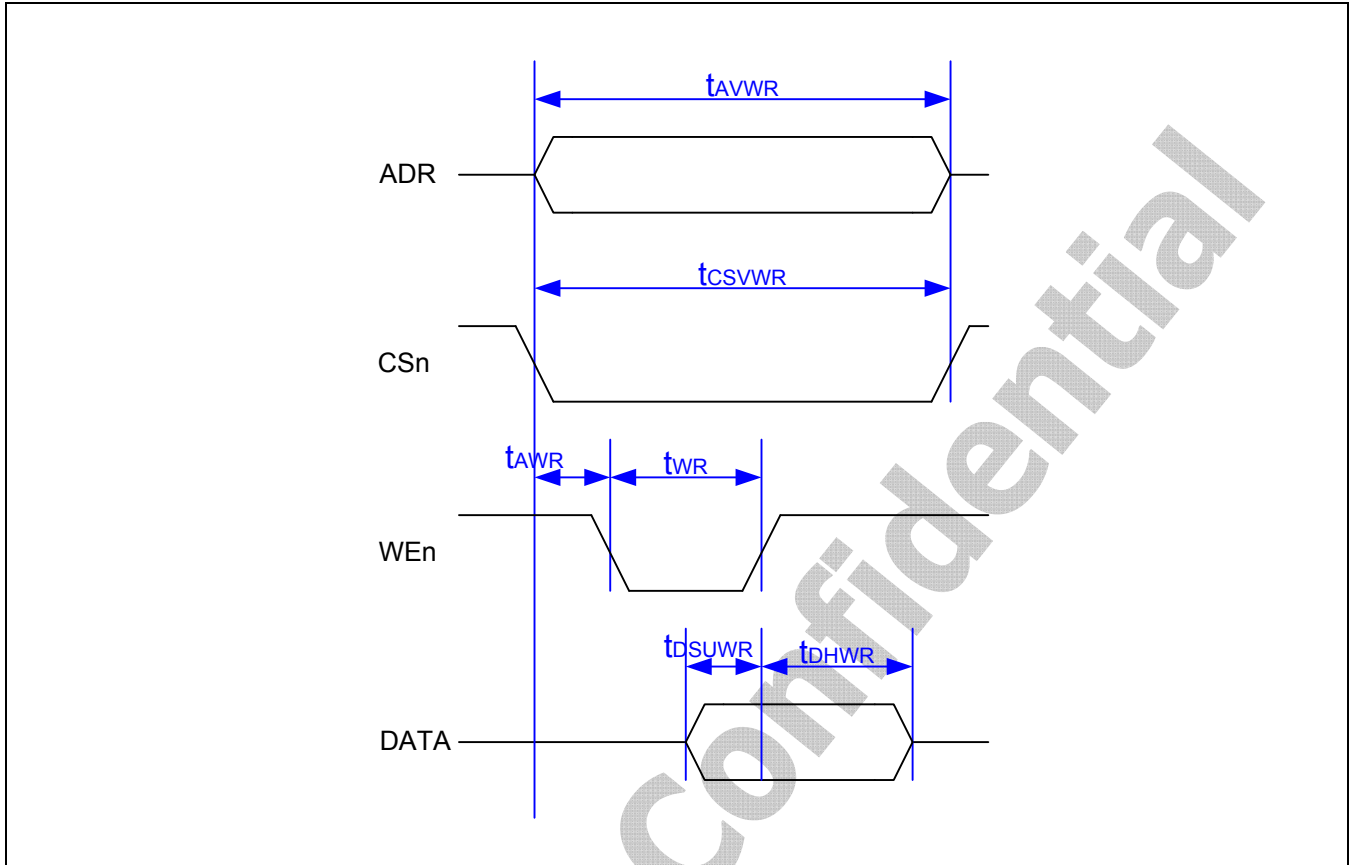 tAVWR
ADR
tCSVWR
CSn
tAWR tWR
WEn
tDSUWR tDHWR
DATA
Confidential